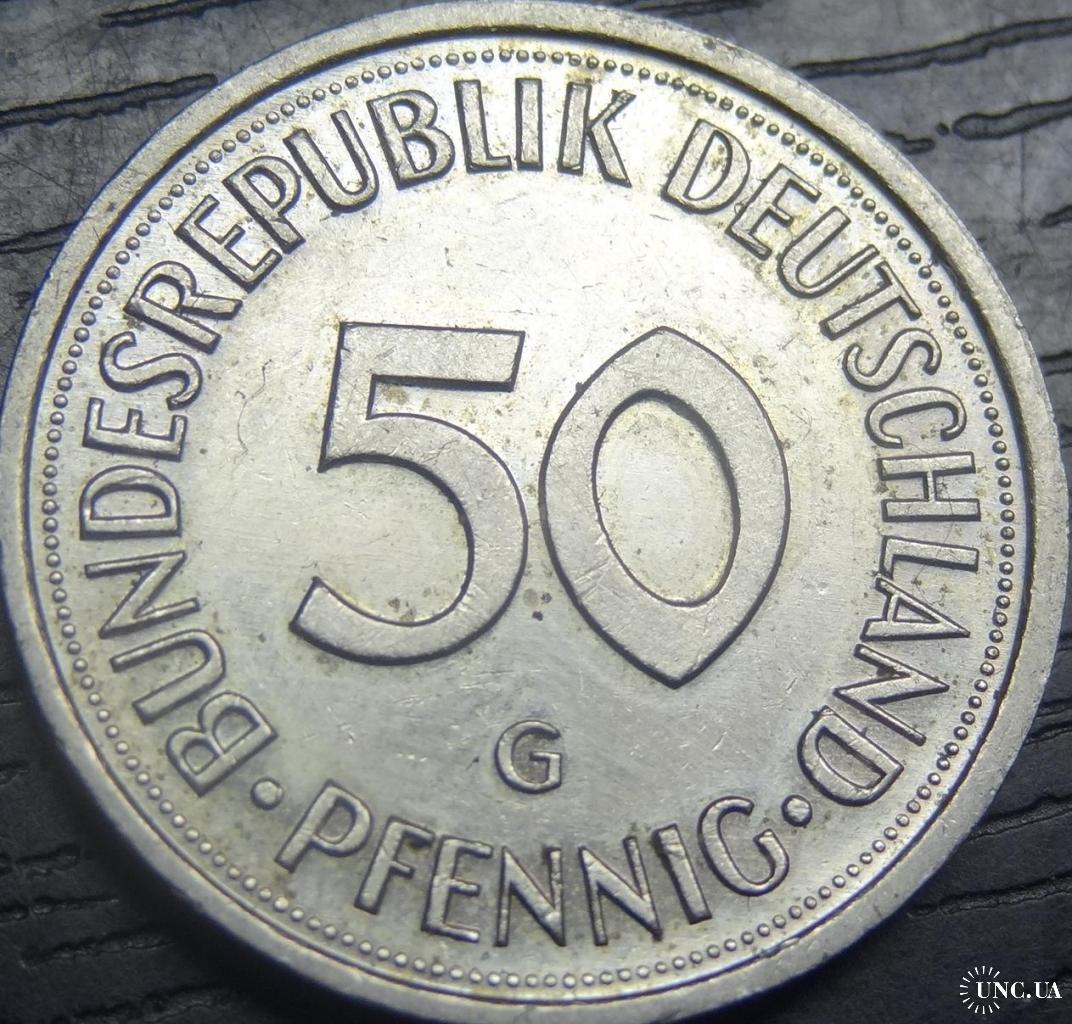 BUNDESREPUBLIK DEUTSCHLAND
50
G
PFENNIG
UNC.UA